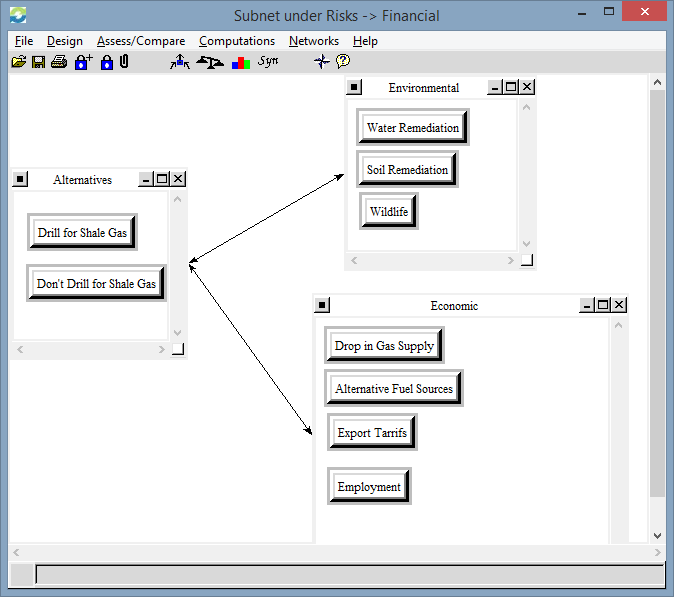 Subnet under Risks -> Financial
File Design Assess/Compare Computations Networks Help
Syn
Environmental
Water Remediation
Soil Remediation
Wildlife
Alternatives
Drill for Shale Gas
Don't Drill for Shale Gas
Economic
Drop in Gas Supply
Alternative Fuel Sources
Export Tarrifs
Employment